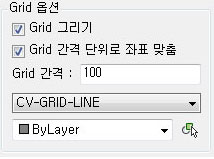 Grid 옵션
Grid 그리기
Grid 간격 단위로 좌표 맞춤
Grid 간격 : 100
CV-GRID-LINE
ByLayer